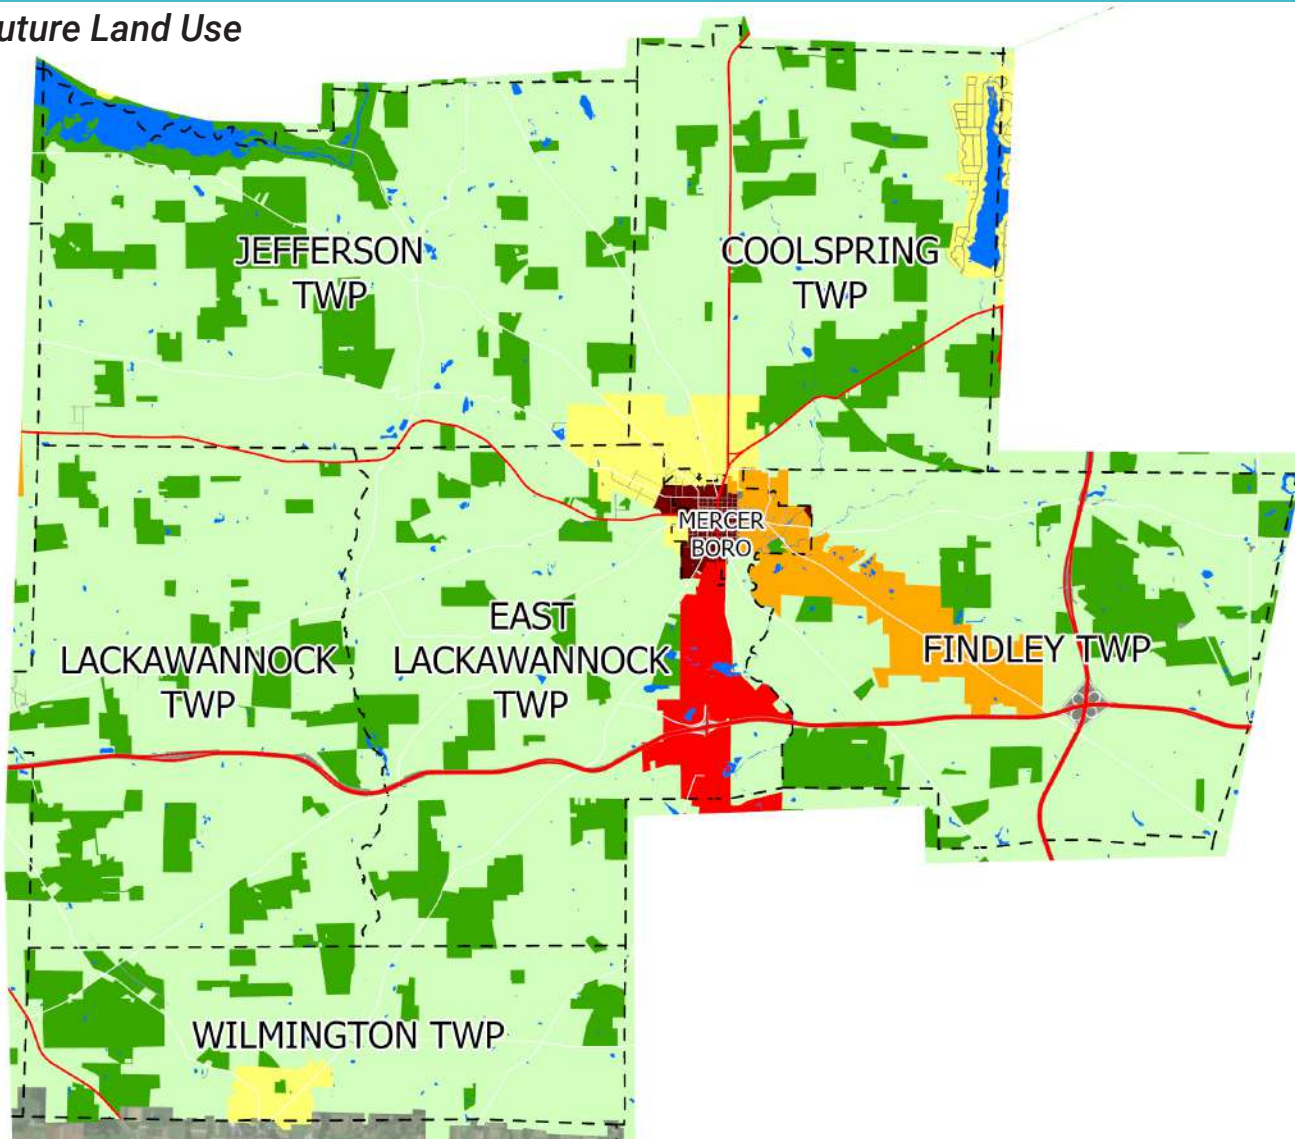 uture Land Use
JEFFERSON
TWP
COOLSPRING
TWP
MERCER
BORO
EAST
LACKAWANNOCK
TWP
LACKAWANNOCK
TWP
FINDLEY TWP
WILMINGTON TWP